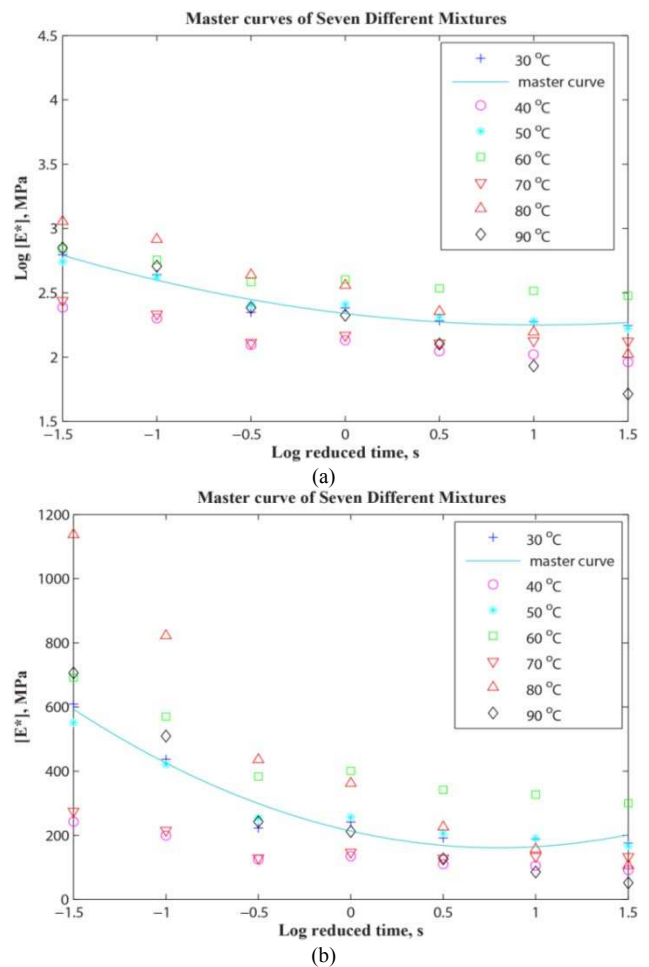 Master curves of Seven Different Mixtures
4.5
4
3.5
3
2.5
2
1.5
Log [E*], MPa
30 °C
master curve
40 °C
50 °C
60 °C
70 °C
80 °C
90 °C
−1.5 −1 −0.5 0 0.5 1 1.5
Log reduced time, s
(a)
Master curve of Seven Different Mixtures
1200
1000
800
600
400
200
0
[E*], MPa
30 °C
master curve
40 °C
50 °C
60 °C
70 °C
80 °C
90 °C
−1.5 −1 −0.5 0 0.5 1 1.5
Log reduced time, s
(b)